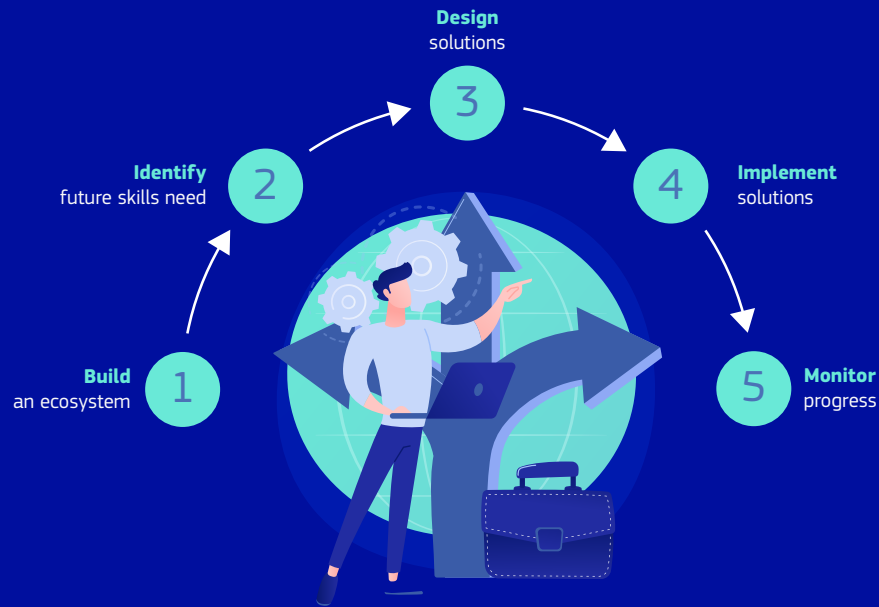 1
Build
an ecosystem
2
Identify
future skills need
3
Design
solutions
4
Implement
solutions
5
Monitor
progress